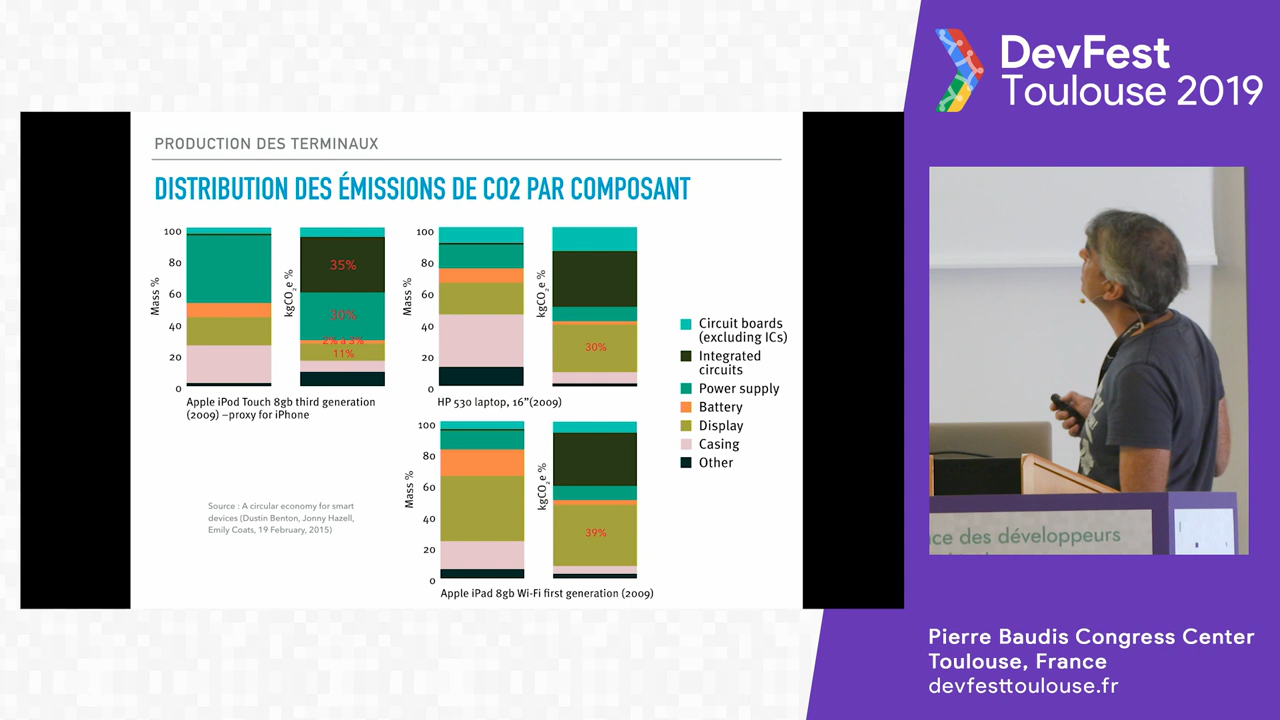 DevFest
Toulouse 2019
PRODUCTION DES TERMINAUX
DISTRIBUTION DES ÉMISSIONS DE CO2 PAR COMPOSANT
Mass %
100
80
60
40
20
0
kgCO2e %
35%
30%
2% à 3%
11%
Apple iPod Touch 8gb third generation
(2009) –proxy for iPhone
Mass %
100
80
60
40
20
0
kgCO2e %
30%
HP 530 laptop, 16”(2009)
Circuit boards
(excluding ICs)
Integrated
circuits
Power supply
Battery
Display
Casing
Other
Mass %
100
80
60
40
20
0
kgCO2e %
39%
Apple iPad 8gb Wi-Fi first generation (2009)
Source : A circular economy for smart
devices (Dustin Benton, Jonny Hazell,
Emily Coats, 19 February, 2015)
ce des développeurs
Pierre Baudis Congress Center
Toulouse, France
devfesttoulouse.fr